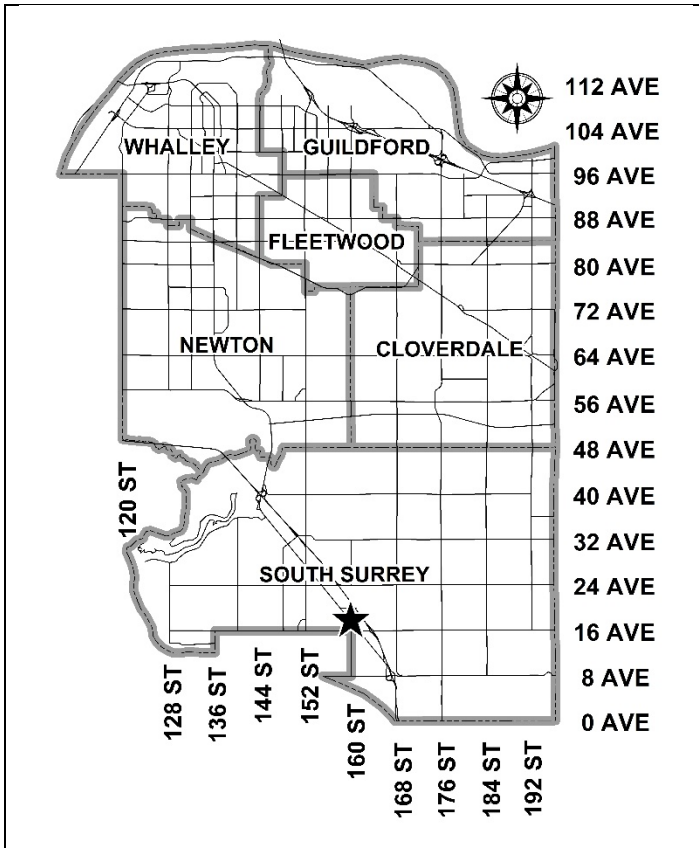 112 AVE
104 AVE
WHALLEY
GUILDFORD
96 AVE
88 AVE
FLEETWOOD
80 AVE
72 AVE
NEWTON
CLOVERDALE
64 AVE
56 AVE
48 AVE
120 ST
40 AVE
32 AVE
SOUTH SURREY
24 AVE
16 AVE
128 ST
136 ST
144 ST
152 ST
160 ST
8 AVE
0 AVE
168 ST
176 ST
184 ST
192 ST